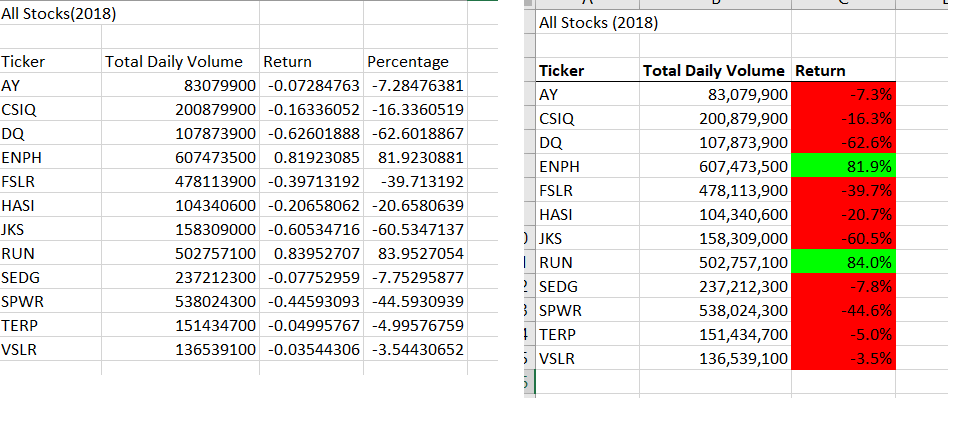 All Stocks(2018)
Ticker Total Daily Volume Return Percentage
AY 83079900 -0.07284763 -7.28476381
CSIQ 200879900 -0.16336052 -16.3360519
DQ 107873900 -0.62601888 -62.6018867
ENPH 607473500 0.81923085 81.9230881
FSLR 478113900 -0.39713192 -39.713192
HASI 104340600 -0.20658062 -20.6580639
JKS 158309000 -0.60534716 -60.5347137
RUN 502757100 0.83952707 83.9527054
SEDG 237212300 -0.07752959 -7.75295877
SPWR 538024300 -0.44593093 -44.5930939
TERP 151434700 -0.04995767 -4.99576759
VSLR 136539100 -0.03544306 -3.54430652
All Stocks (2018)
Ticker Total Daily Volume Return
AY 83,079,900 -7.3%
CSIQ 200,879,900 -16.3%
DQ 107,873,900 -62.6%
ENPH 607,473,500 81.9%
FSLR 478,113,900 -39.7%
HASI 104,340,600 -20.7%
JKS 158,309,000 -60.5%
RUN 502,757,100 84.0%
SEDG 237,212,300 -7.8%
SPWR 538,024,300 -44.6%
TERP 151,434,700 -5.0%
VSLR 136,539,100 -3.5%